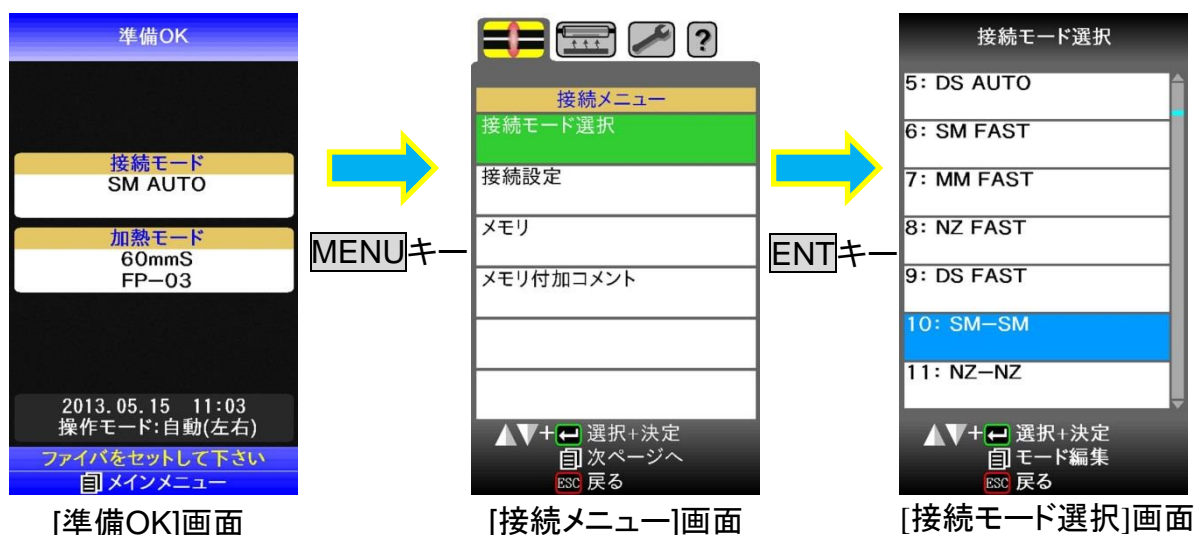 準備OK
接続モード
SM AUTO
加熱モード
60mmS
FP-03
2013.05.15 11:03
操作モード:自動(左右)
ファイバをセットして下さい
メインメニュー
[準備OK]画面
MENUキー
?
接続メニュー
接続モード選択
接続設定
メモリ
メモリ付加コメント
+ 選択+決定
次ページへ
ESC 戻る
[接続メニュー]画面
ENTキー
接続モード選択
5: DS AUTO
6: SM FAST
7: MM FAST
8: NZ FAST
9: DS FAST
10: SM-SM
11: NZ-NZ
+ 選択+決定
モード編集
ESC 戻る
[接続モード選択]画面